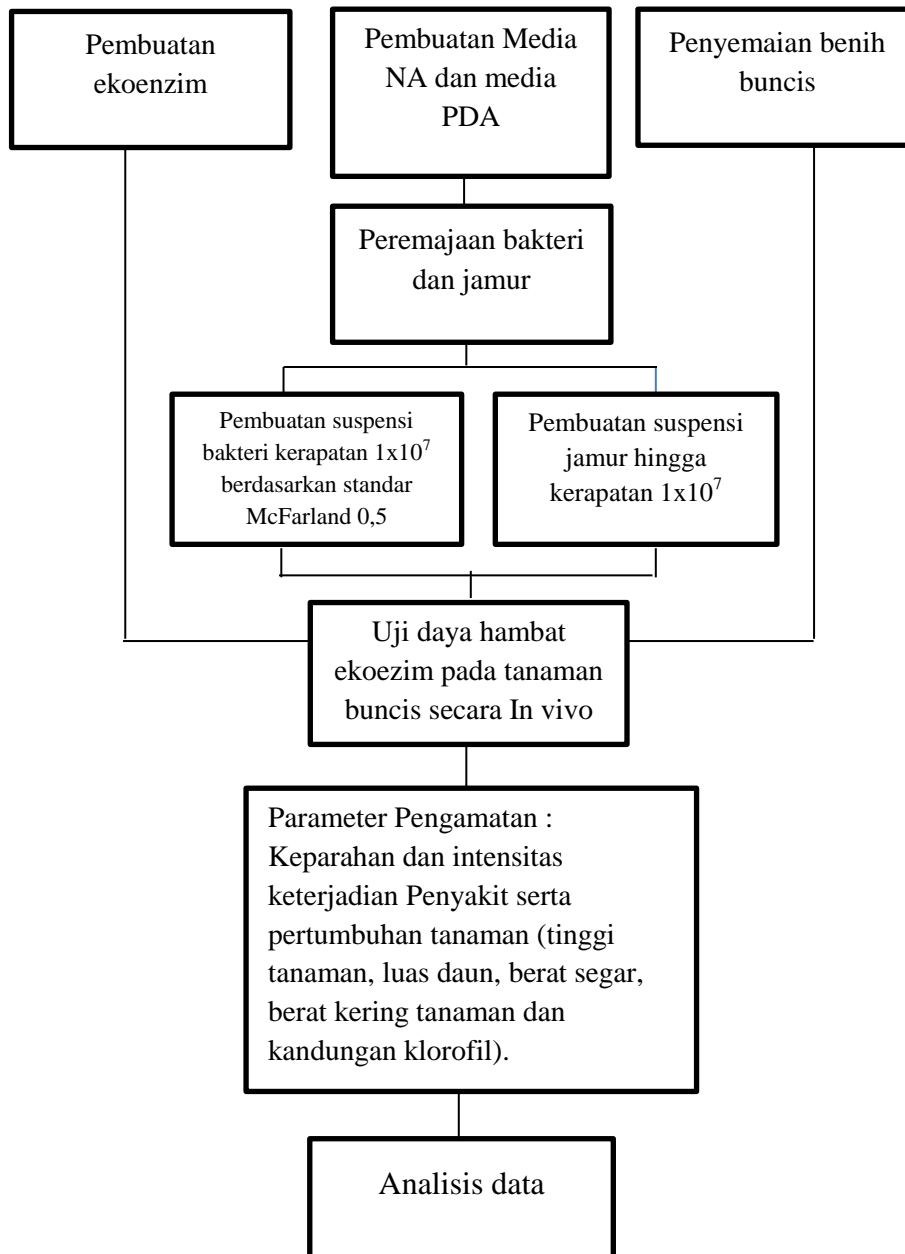 Pembuatan
ekoenzim
Pembuatan Media
NA dan media
PDA
Penyemaian benih
buncis
Peremajaan bakteri
dan jamur
Pembuatan suspensi
bakteri kerapatan 1x10⁷
berdasarkan standar
McFarland 0,5
Pembuatan suspensi
jamur hingga
kerapatan 1x10⁷
Uji daya hambat
ekoezim pada tanaman
buncis secara In vivo
Parameter Pengamatan :
Keparahan dan intensitas
keterjadian Penyakit serta
pertumbuhan tanaman (tinggi
tanaman, luas daun, berat segar,
berat kering tanaman dan
kandungan klorofil).
Analisis data